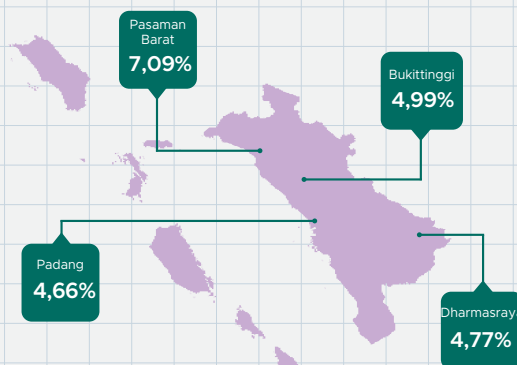 Pasaman
Barat
7,09%
Bukittinggi
4,99%
Padang
4,66%
Dharmasraya
4,77%